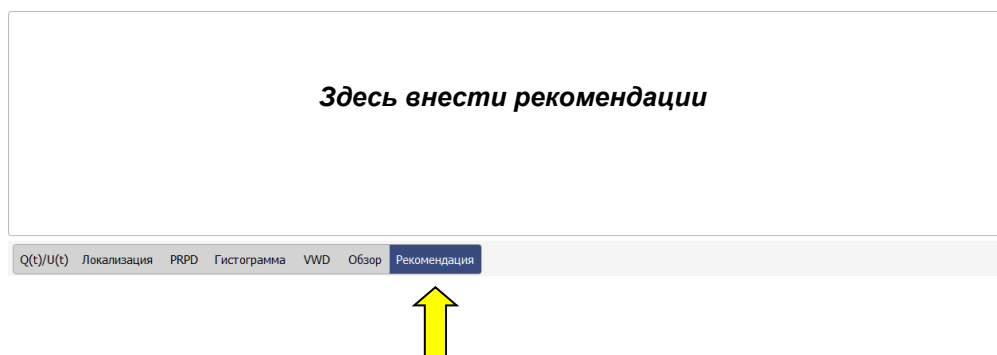 Здесь внести рекомендации
Q(t)/U(t) Локализация PRPD Гистограмма VWD Обзор Рекомендация